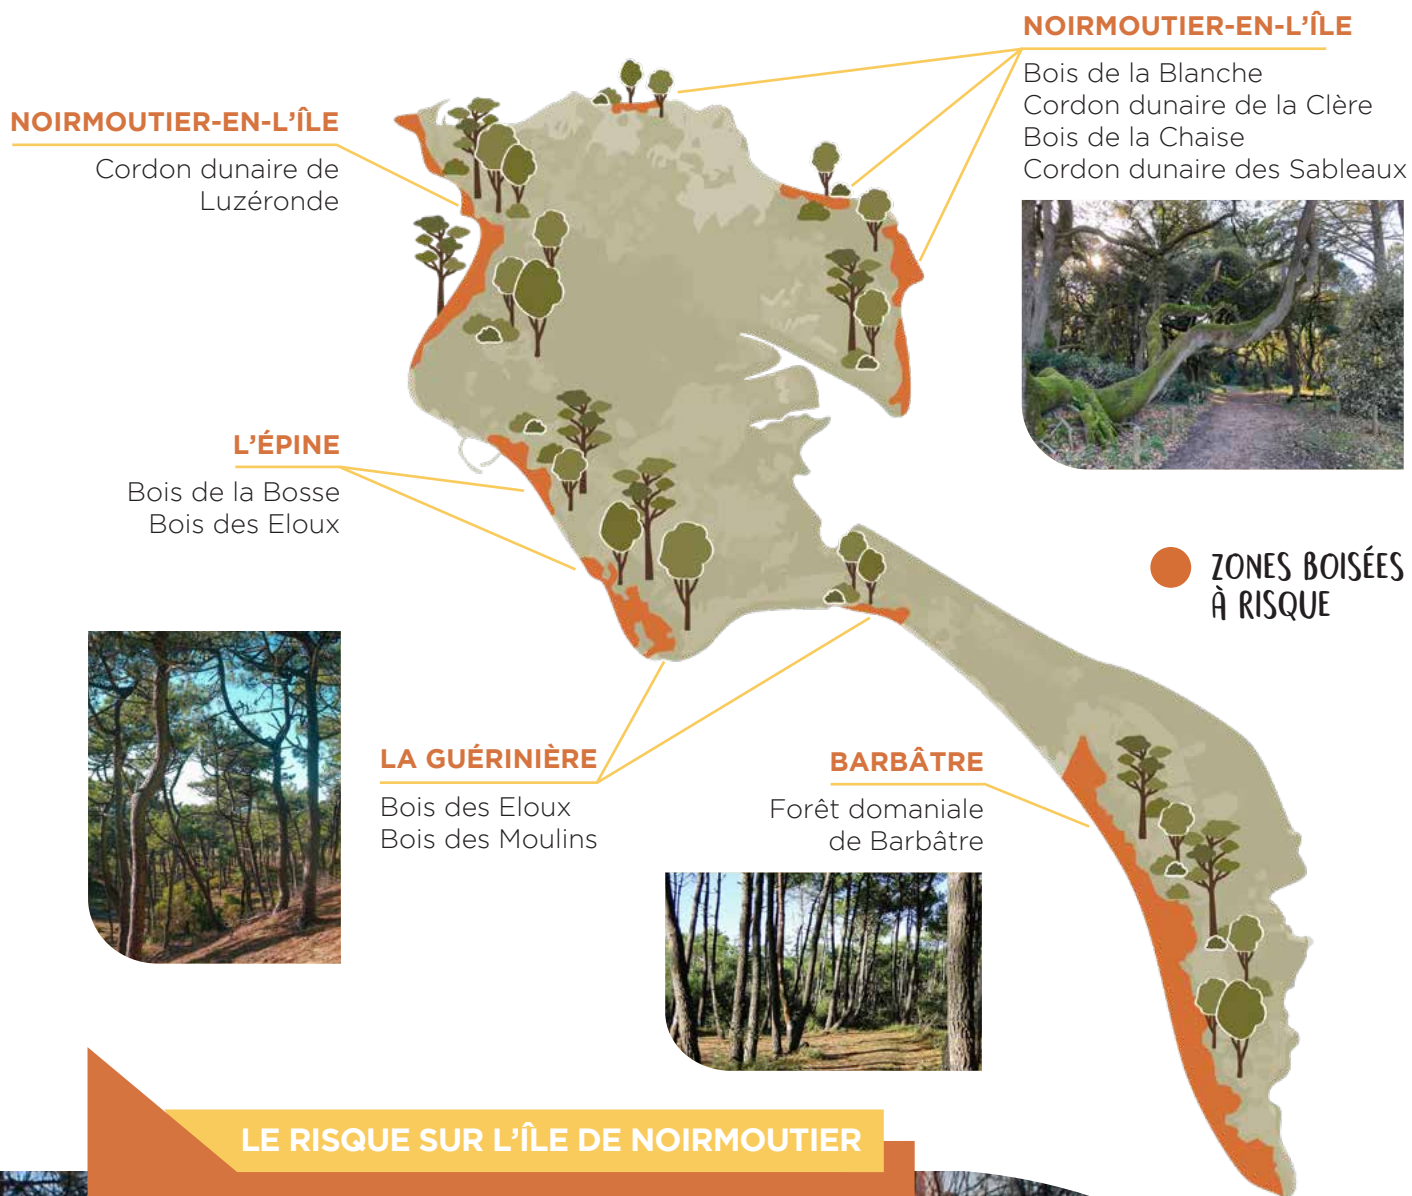 NOIRMOUTIER-EN-L'ÎLE
Bois de la Blanche
Cordon dunaire de la Clère
Bois de la Chaise
Cordon dunaire des Sableaux
NOIRMOUTIER-EN-L'ÎLE
Cordon dunaire de
Luzéronde
L'ÉPINE
Bois de la Bosse
Bois des Eloux
ZONES BOISÉES
À RISQUE
LA GUÉRINIÈRE
Bois des Eloux
Bois des Moulins
BARBÂTRE
Forêt domaniale
de Barbâtre
LE RISQUE SUR L'ÎLE DE NOIRMOUTIER